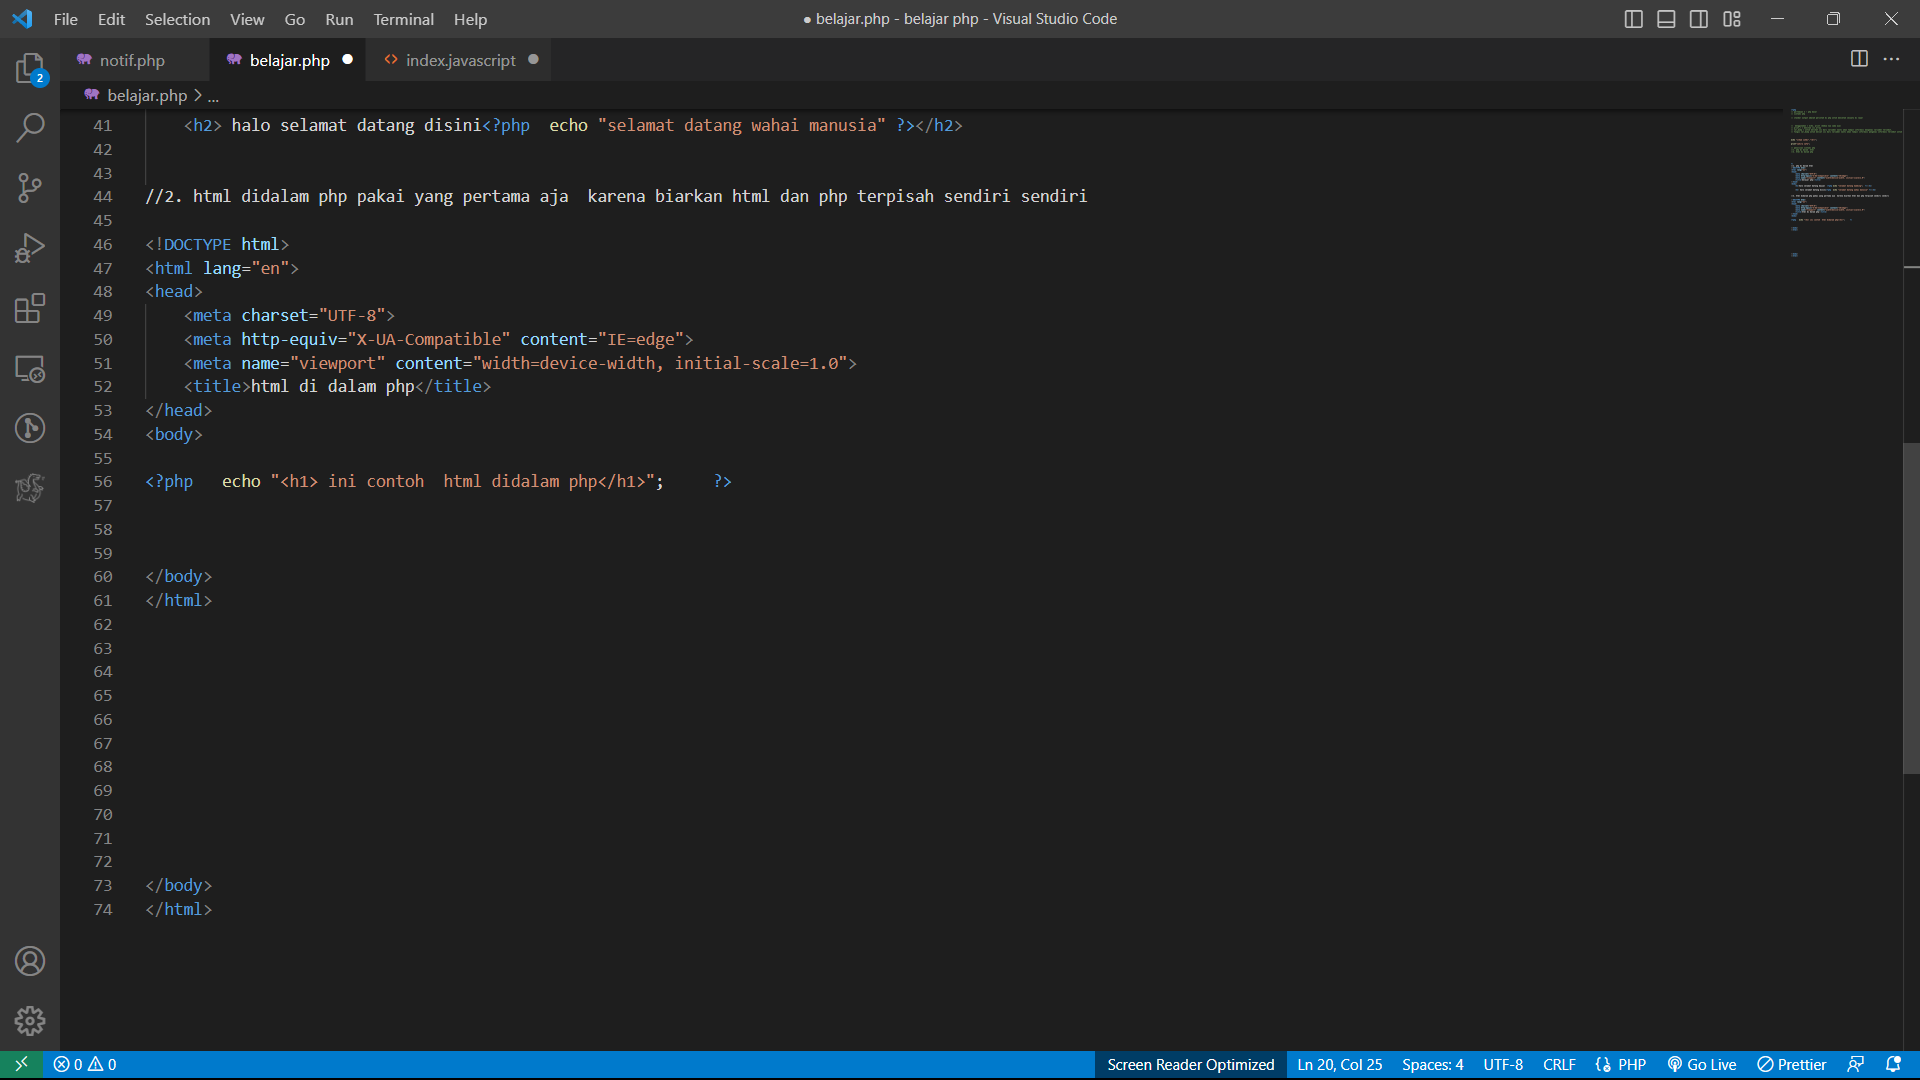 File Edit Selection View Go Run Terminal Help
● belajar.php - belajar php - Visual Studio Code
notif.php
belajar.php
index.javascript
2
belajar.php > ...
41 <h2> halo selamat datang disini<?php  echo "selamat datang wahai manusia" ?></h2>
42
43
44 //2. html didalam php pakai yang pertama aja  karena biarkan html dan php terpisah sendiri sendiri
45
46 <!DOCTYPE html>
47 <html lang="en">
48 <head>
49     <meta charset="UTF-8">
50     <meta http-equiv="X-UA-Compatible" content="IE=edge">
51     <meta name="viewport" content="width=device-width, initial-scale=1.0">
52     <title>html di dalam php</title>
53 </head>
54 <body>
55
56 <?php   echo "<h1> ini contoh  html didalam php</h1>";     ?>
57
58
59
60 </body>
61 </html>
62
63
64
65
66
67
68
69
70
71
72
73 </body>
74 </html>
0 0
Screen Reader Optimized
Ln 20, Col 25
Spaces: 4
UTF-8
CRLF
PHP
Go Live
Prettier